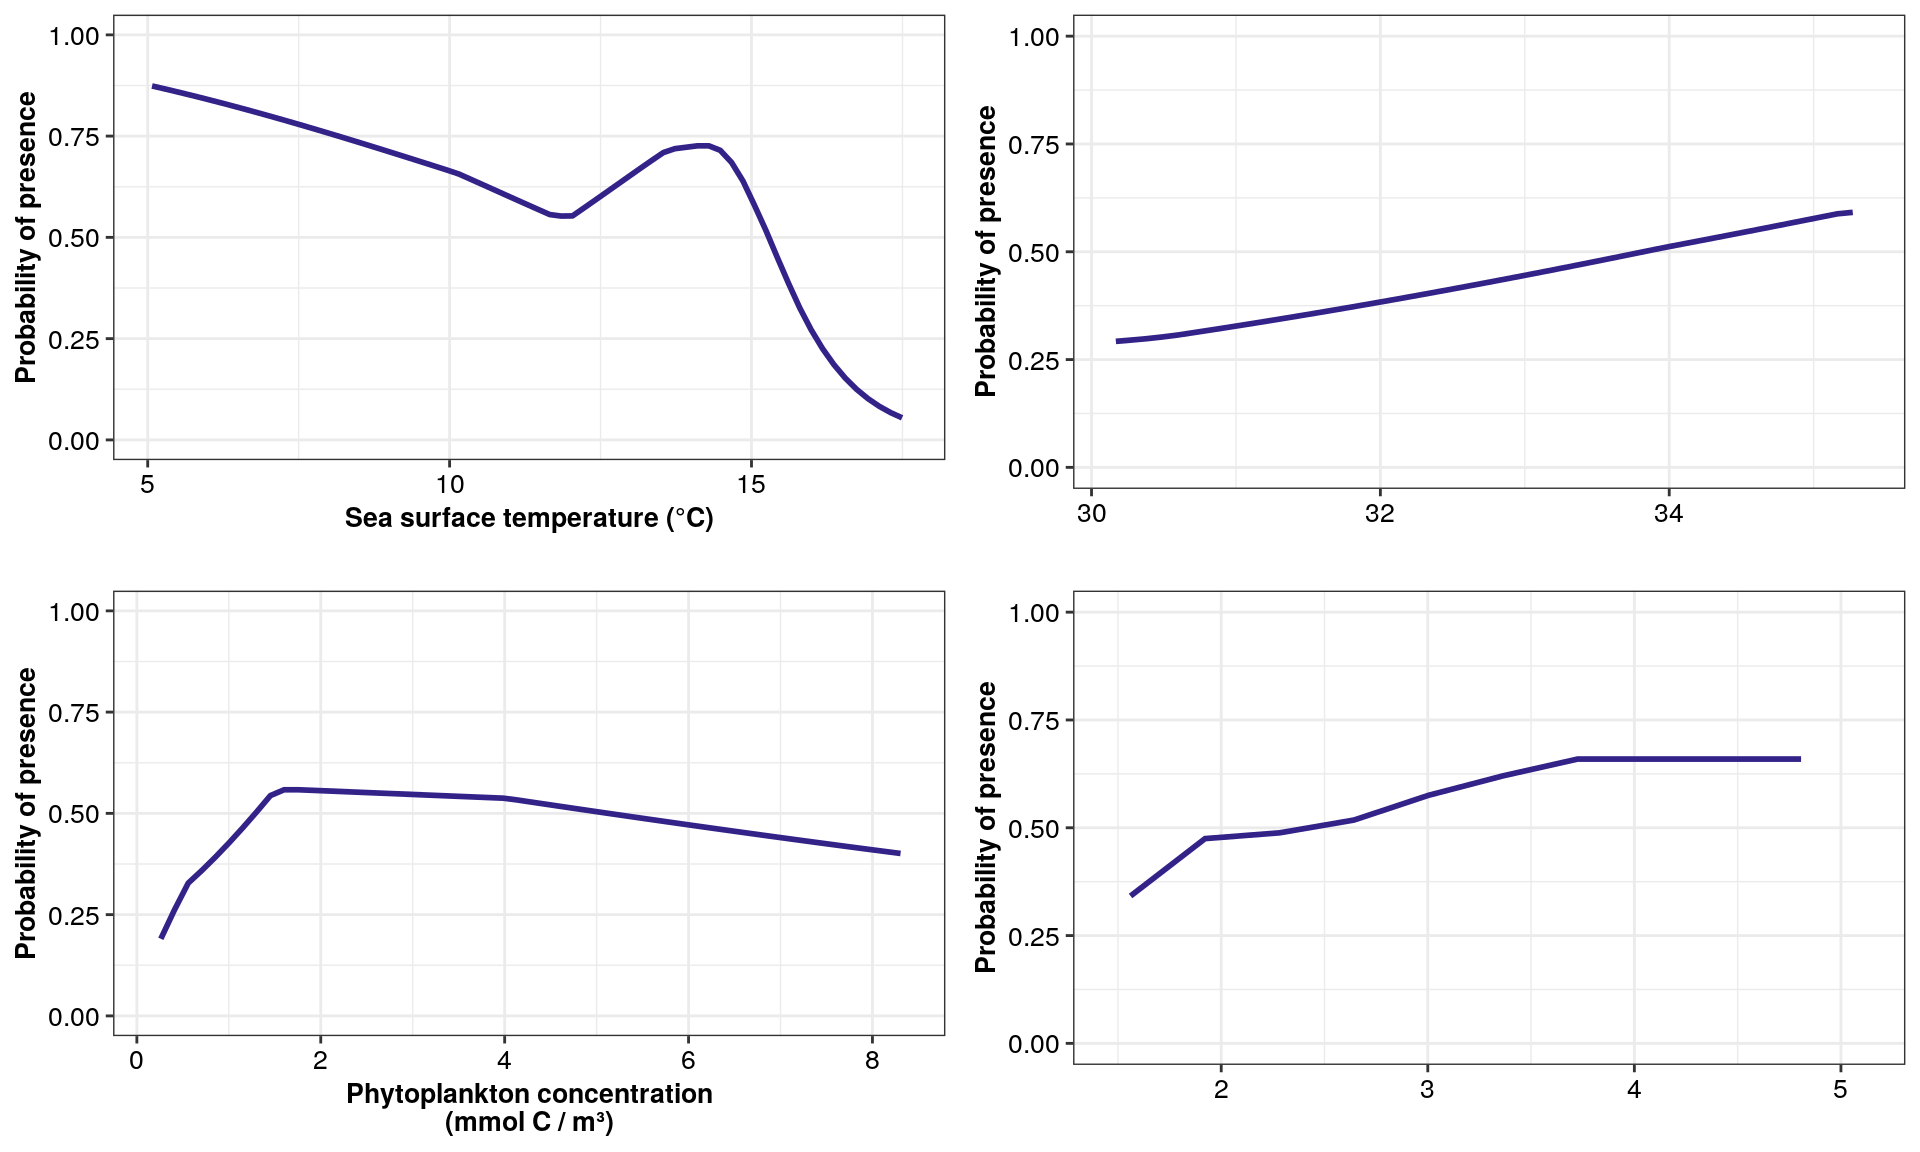 Probability of presence
1.00
0.75
0.50
0.25
0.00
5 10 15
Sea surface temperature (°C)
Probability of presence
1.00
0.75
0.50
0.25
0.00
30 32 34
Probability of presence
1.00
0.75
0.50
0.25
0.00
0 2 4 6 8
Phytoplankton concentration
(mmol C / m³)
Probability of presence
1.00
0.75
0.50
0.25
0.00
2 3 4 5